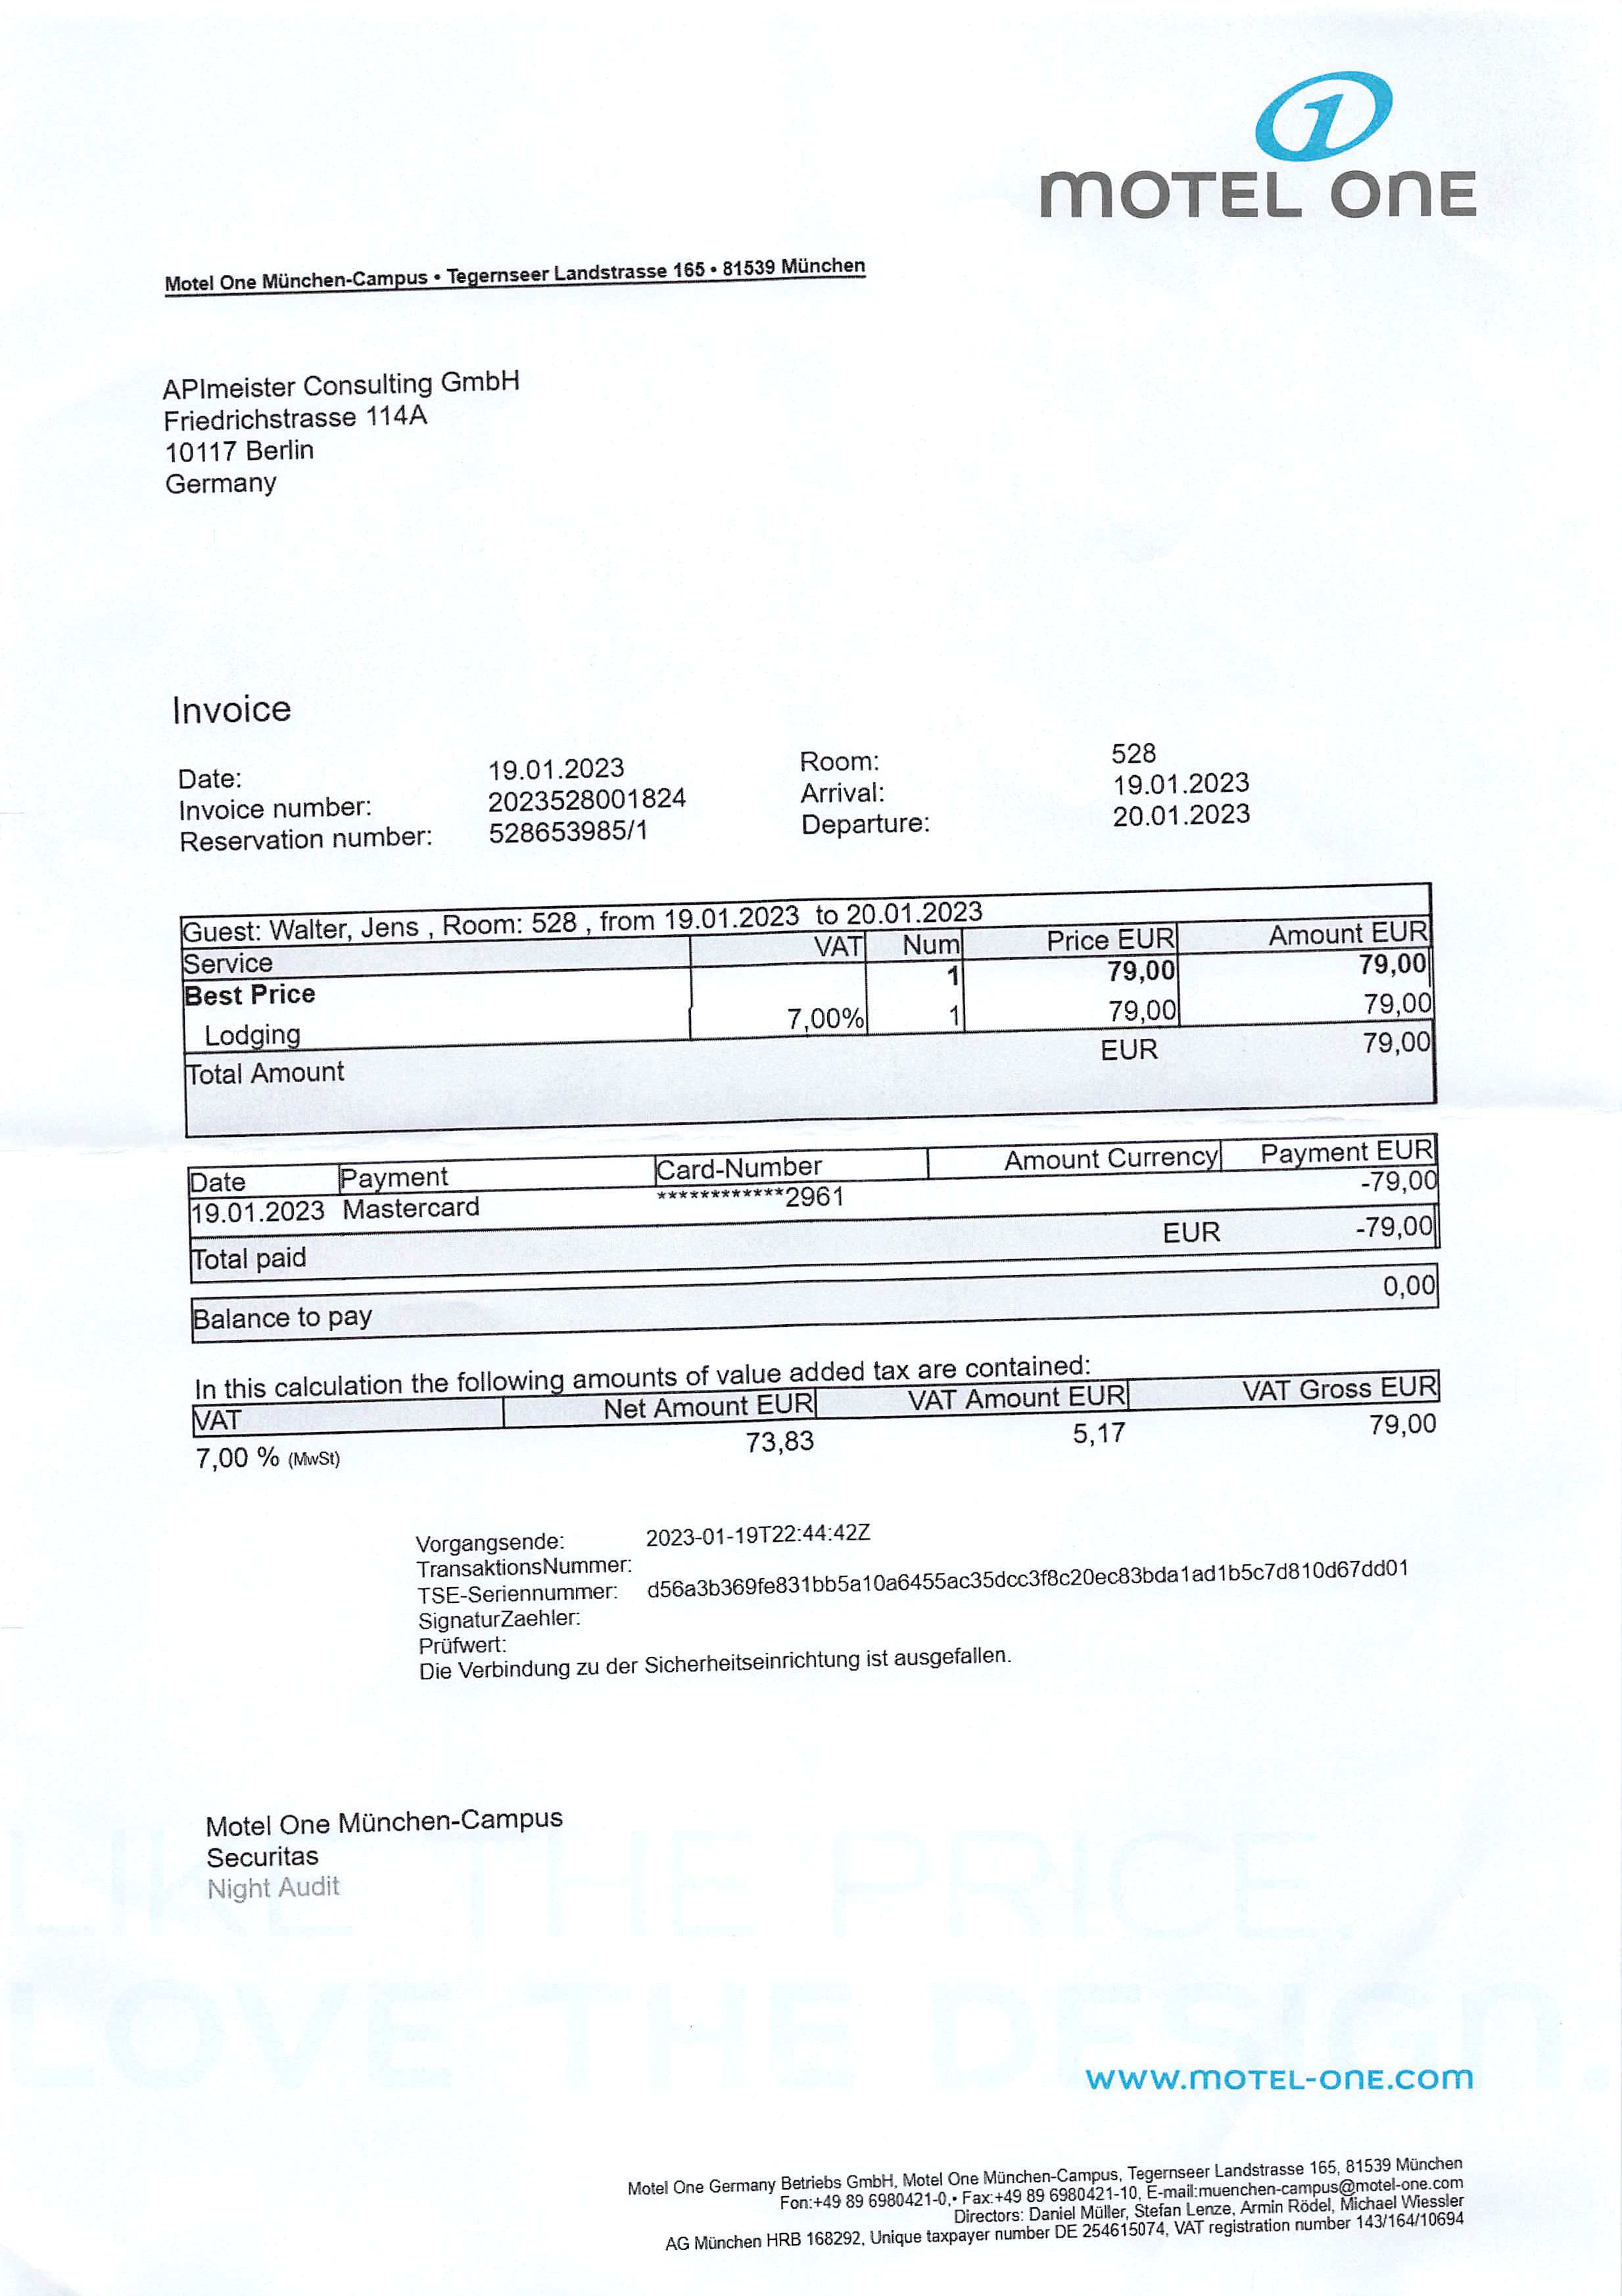 MOTEL ONE
Motel One München-Campus • Tegernseer Landstrasse 165 • 81539 München
APImeister Consulting GmbH
Friedrichstrasse 114A
10117 Berlin
Germany
Invoice
Date: 19.01.2023 Room: 528
Invoice number: 2023528001824 Arrival: 19.01.2023
Reservation number: 528653985/1 Departure: 20.01.2023
Guest: Walter, Jens , Room: 528 , from 19.01.2023 to 20.01.2023
Service VAT Num Price EUR Amount EUR
Best Price 1 79,00 79,00
Lodging 7,00% 1 79,00 79,00
Total Amount EUR 79,00
Date Payment Card-Number Amount Currency Payment EUR
19.01.2023 Mastercard ************2961 -79,00
Total paid EUR -79,00
Balance to pay 0,00
In this calculation the following amounts of value added tax are contained:
VAT Net Amount EUR VAT Amount EUR VAT Gross EUR
7,00 % (MwSt) 73,83 5,17 79,00
Vorgangsende: 2023-01-19T22:44:42Z
TransaktionsNummer:
TSE-Seriennummer: d56a3b369fe831bb5a10a6455ac35dcc3f8c20ec83bda1ad1b5c7d810d67dd01
SignaturZaehler:
Prüfwert:
Die Verbindung zu der Sicherheitseinrichtung ist ausgefallen.
Motel One München-Campus
Securitas
Night Audit
LIKE THE PRICE.
LOVE THE DESIGN.
www.MOTEL-ONE.COM
Motel One Germany Betriebs GmbH, Motel One München-Campus, Tegernseer Landstrasse 165, 81539 München
Fon:+49 89 6980421-0,• Fax:+49 89 6980421-10, E-mail:muenchen-campus@motel-one.com
Directors: Daniel Müller, Stefan Lenze, Armin Rödel, Michael Wiessler
AG München HRB 168292, Unique taxpayer number DE 254615074, VAT registration number 143/164/10694